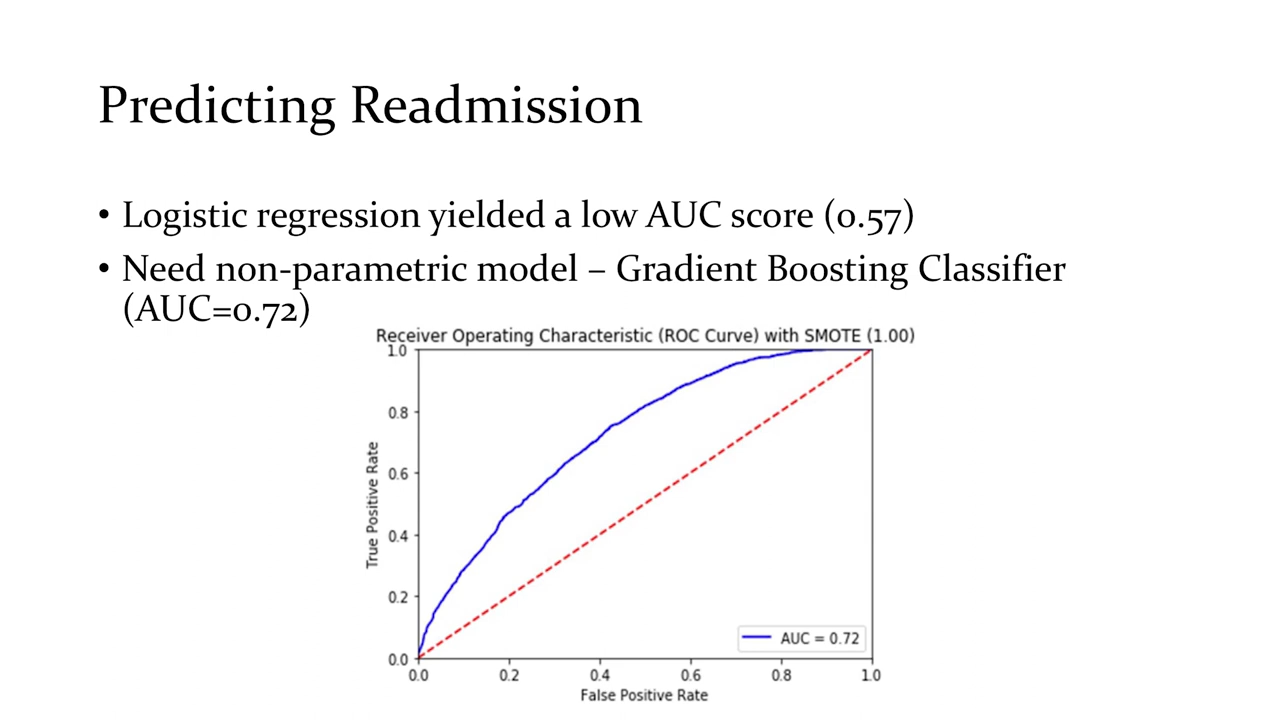 Predicting Readmission
• Logistic regression yielded a low AUC score (0.57)
• Need non-parametric model – Gradient Boosting Classifier
(AUC=0.72)
Receiver Operating Characteristic (ROC Curve) with SMOTE (1.00)
1.0
0.8
0.6
0.4
0.2
0.0
True Positive Rate
AUC = 0.72
0.0 0.2 0.4 0.6 0.8 1.0
False Positive Rate